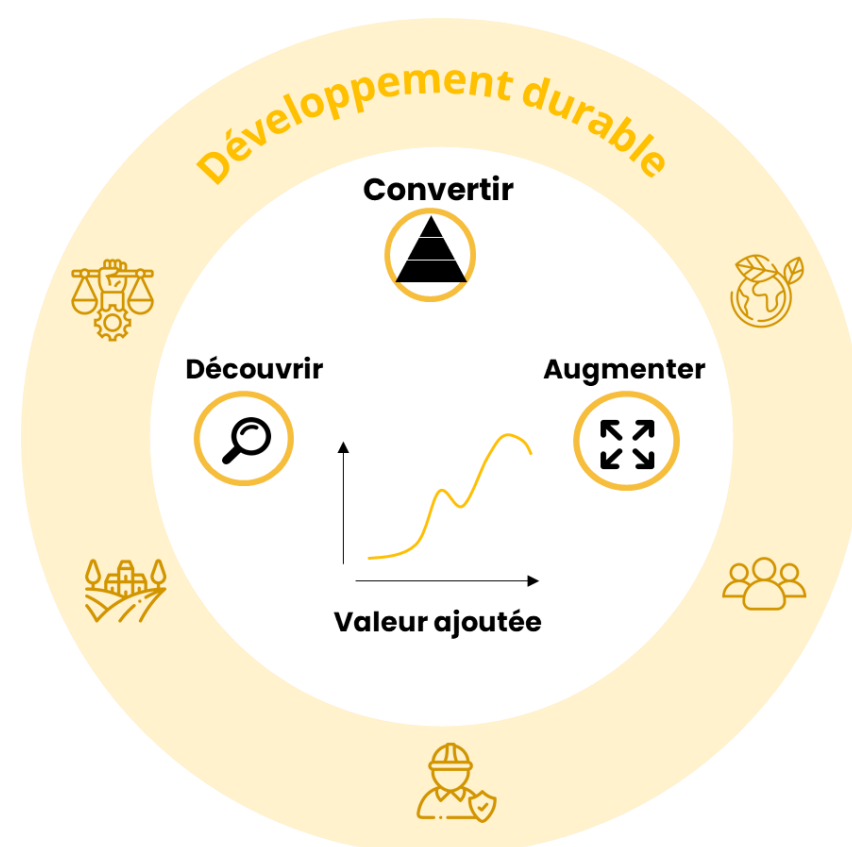 Développement durable
Convertir
Découvrir
Augmenter
Valeur ajoutée